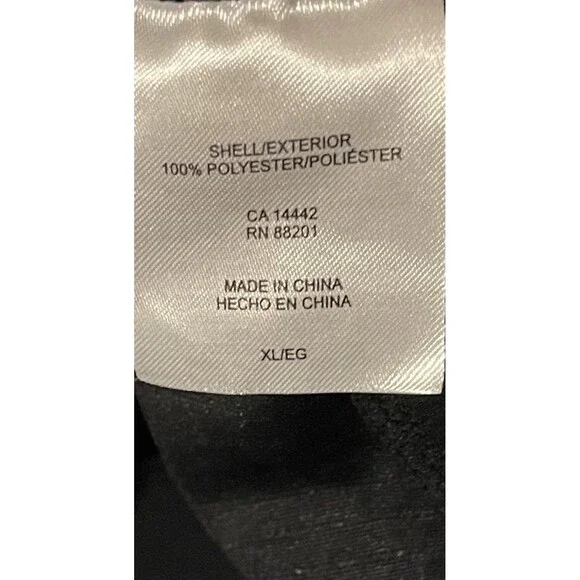 SHELL/EXTERIOR
100% POLYESTER/POLIÉSTER
CA 14442
RN 88201
MADE IN CHINA
HECHO EN CHINA
XL/EG